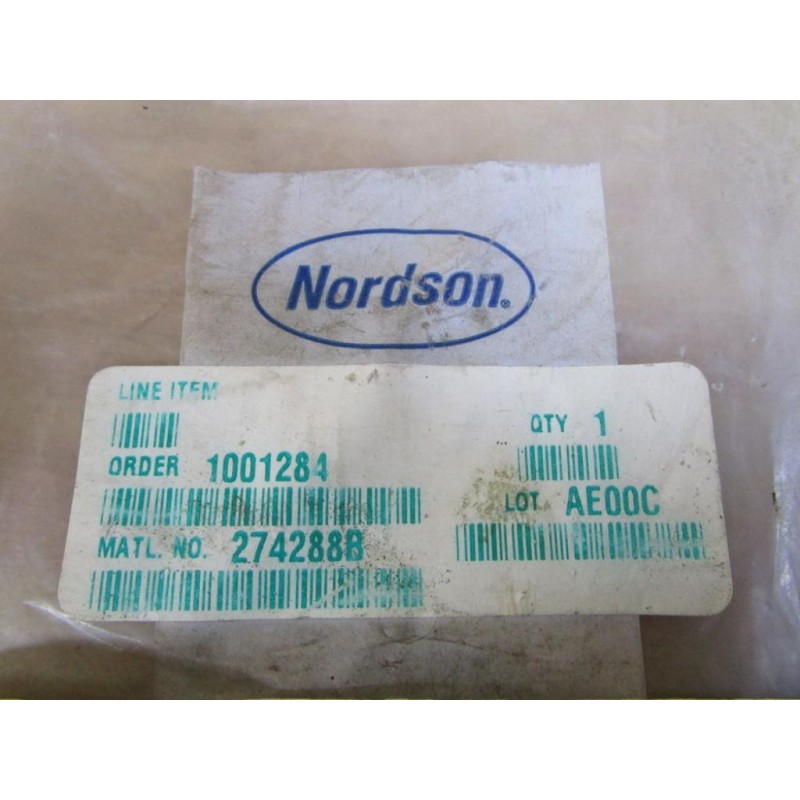 Nordson®
LINE ITEM
QTY 1
ORDER 1001284
LOT AE00C
MATL. NO. 274288B